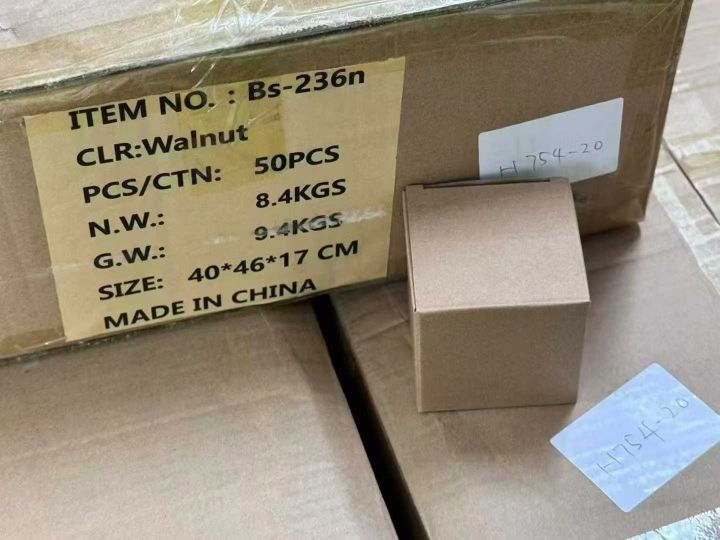 ITEM NO. : Bs-236n
CLR:Walnut
PCS/CTN: 50PCS
N.W.: 8.4KGS
G.W.: 9.4KGS
SIZE: 40*46*17 CM
MADE IN CHINA
H754-20
H754-20